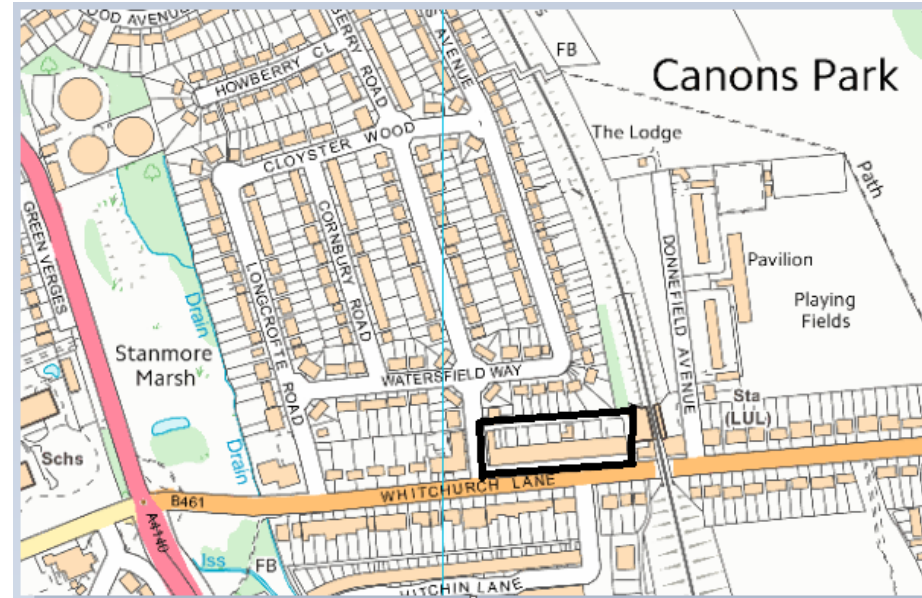 OOD AVENUE
HOWBERRY CL
BERRY ROAD
AVENUE
FB
Canons Park
The Lodge
CLOYSTER WOOD
Path
GREEN VERGES
CORNBURY ROAD
LONGCROFTE ROAD
DONNEFIELD AVENUE
Pavilion
Playing
Fields
Drain
Stanmore
Marsh
WATERSFIELD WAY
Sta
(LUL)
Drain
Schs
WHITCHURCH LANE
B461
A4140
Iss
FB
HITCHIN LANE